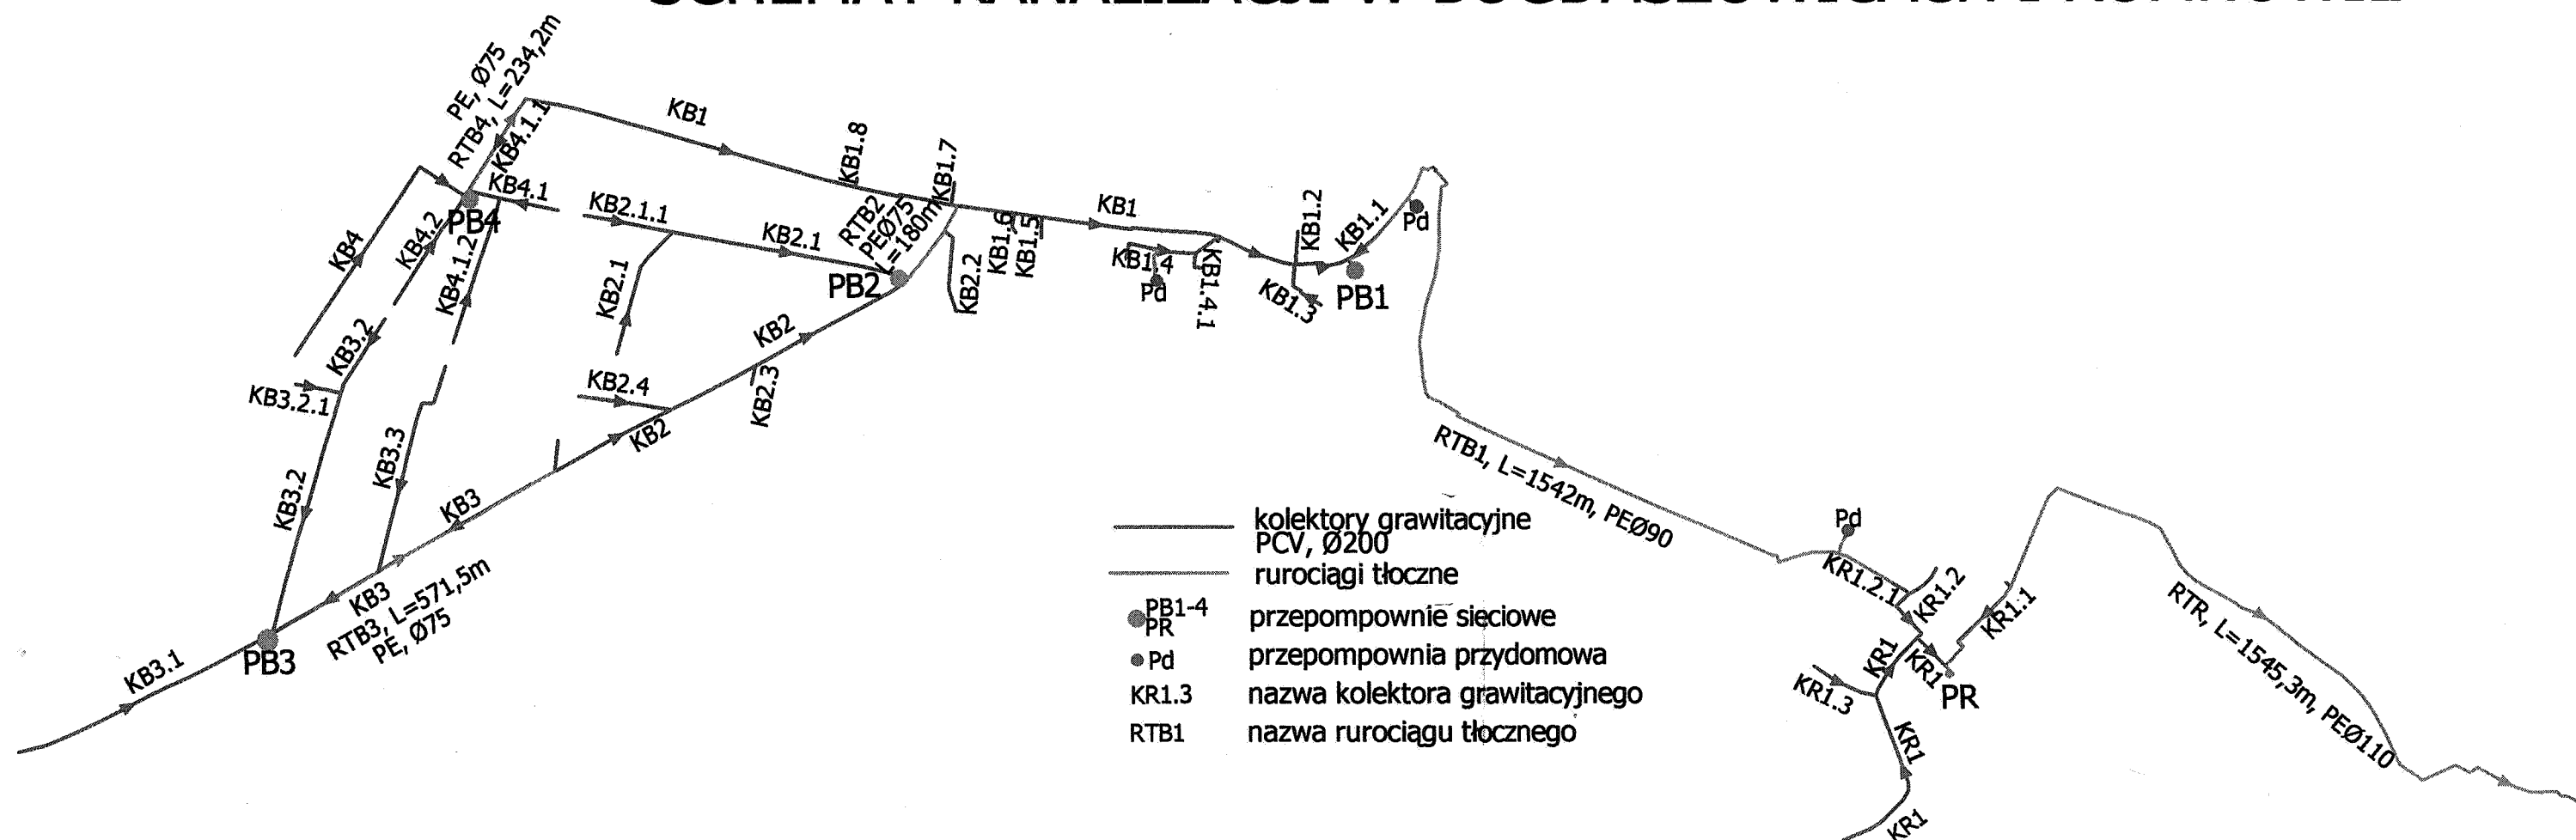 PE, Ø75
RTB4, L=234,2m
KB4.1.1
KB1
KB1.8
KB1.7
KB4.1
KB2.1.1
PB4
KB4
KB4.2
KB4.1.2
KB2.1
KB2.1
RTB2
PEØ75
L=180m
PB2
KB2.2
KB1.6
KB1.5
KB1
KB1.4
Pd
KB1.4.1
KB1.2
KB1.3
KB1.1
Pd
PB1
KB3.2
KB3.2.1
KB2.4
KB2
KB2.3
KB2
KB3.3
KB3.2
KB3
KB3
RTB3, L=571,5m
PE, Ø75
PB3
KB3.1
RTB1, L=1542m, PEØ90
Pd
KR1.2.1
KR1.2
KR1.1
KR1
KR1
PR
KR1.3
KR1
KR1
RTR, L=1545,3m, PEØ110
kolektory grawitacyjne
PCV, Ø200
rurociągi tłoczne
PB1-4
PR
przepompownie sięciowe
Pd
przepompownia przydomowa
KR1.3
nazwa kolektora grawitacyjnego
RTB1
nazwa rurociągu tłocznego